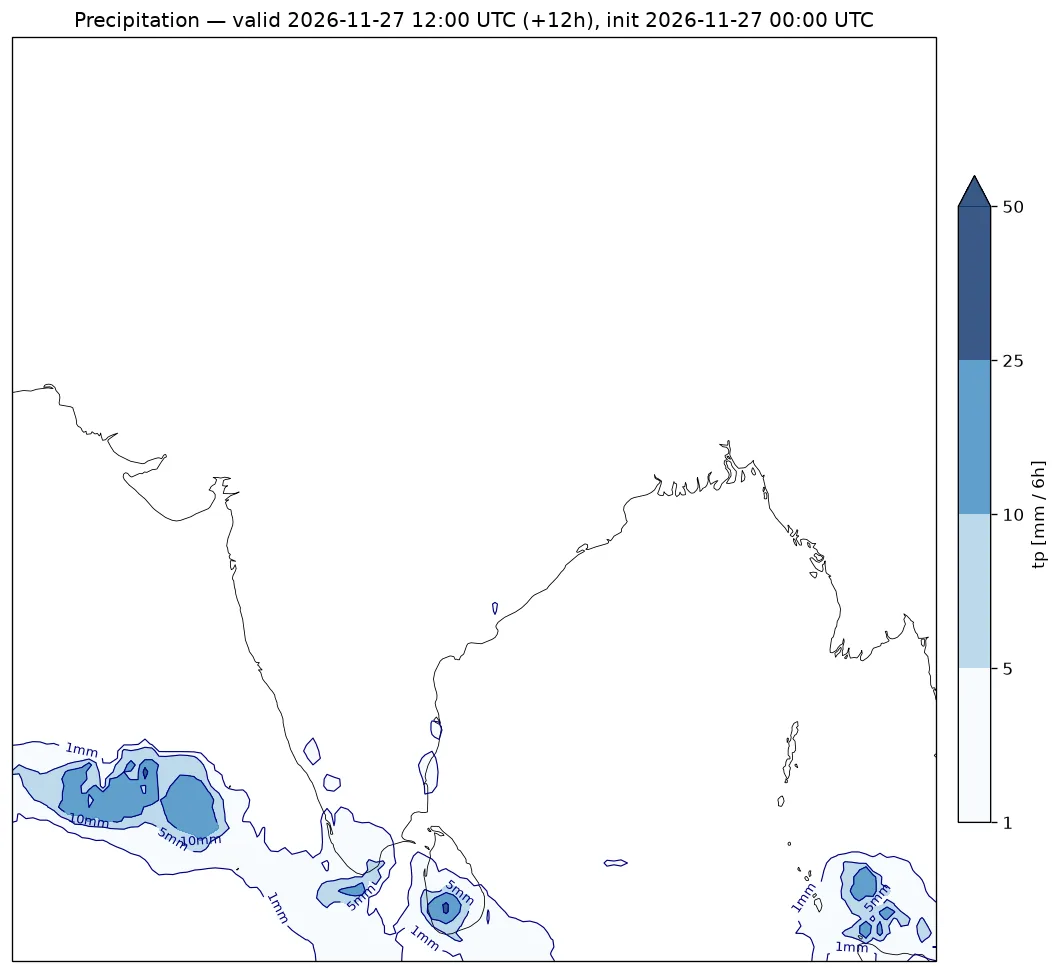 Precipitation — valid 2026-11-27 12:00 UTC (+12h), init 2026-11-27 00:00 UTC
50
25
10
5
1
tp [mm / 6h]
1mm
10mm
5mm
10mm
1mm
5mm
5mm
1mm
1mm
5mm
1mm